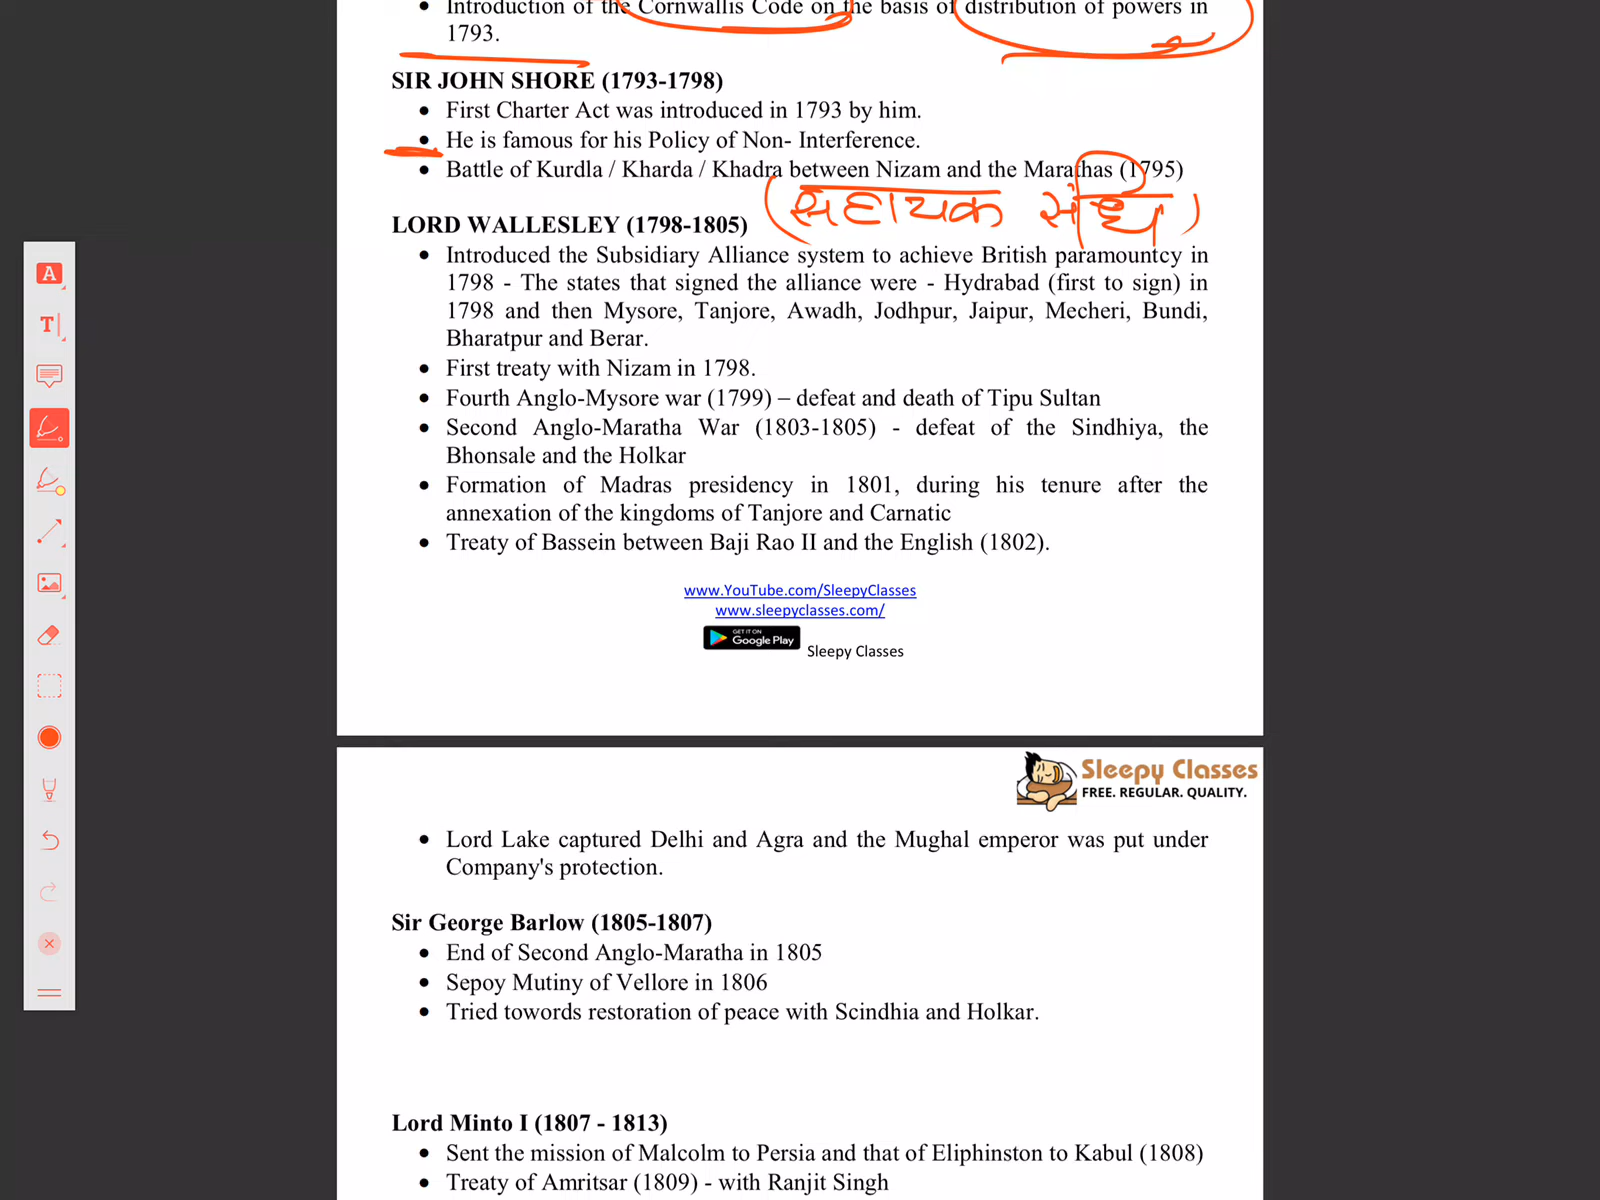 • Introduction of the Cornwallis Code on the basis of distribution of powers in
1793.
SIR JOHN SHORE (1793-1798)
• First Charter Act was introduced in 1793 by him.
• He is famous for his Policy of Non- Interference.
• Battle of Kurdla / Kharda / Khadra between Nizam and the Marathas (1795)
(सहायक संधि)
LORD WALLESLEY (1798-1805)
• Introduced the Subsidiary Alliance system to achieve British paramountcy in
1798 - The states that signed the alliance were - Hydrabad (first to sign) in
1798 and then Mysore, Tanjore, Awadh, Jodhpur, Jaipur, Mecheri, Bundi,
Bharatpur and Berar.
• First treaty with Nizam in 1798.
• Fourth Anglo-Mysore war (1799) – defeat and death of Tipu Sultan
• Second Anglo-Maratha War (1803-1805) - defeat of the Sindhiya, the
Bhonsale and the Holkar
• Formation of Madras presidency in 1801, during his tenure after the
annexation of the kingdoms of Tanjore and Carnatic
• Treaty of Bassein between Baji Rao II and the English (1802).
www.YouTube.com/SleepyClasses
www.sleepyclasses.com/
GET IT ON
Google Play
Sleepy Classes
Sleepy Classes
FREE. REGULAR. QUALITY.
• Lord Lake captured Delhi and Agra and the Mughal emperor was put under
Company's protection.
Sir George Barlow (1805-1807)
• End of Second Anglo-Maratha in 1805
• Sepoy Mutiny of Vellore in 1806
• Tried towords restoration of peace with Scindhia and Holkar.
Lord Minto I (1807 - 1813)
• Sent the mission of Malcolm to Persia and that of Eliphinston to Kabul (1808)
• Treaty of Amritsar (1809) - with Ranjit Singh
A
T